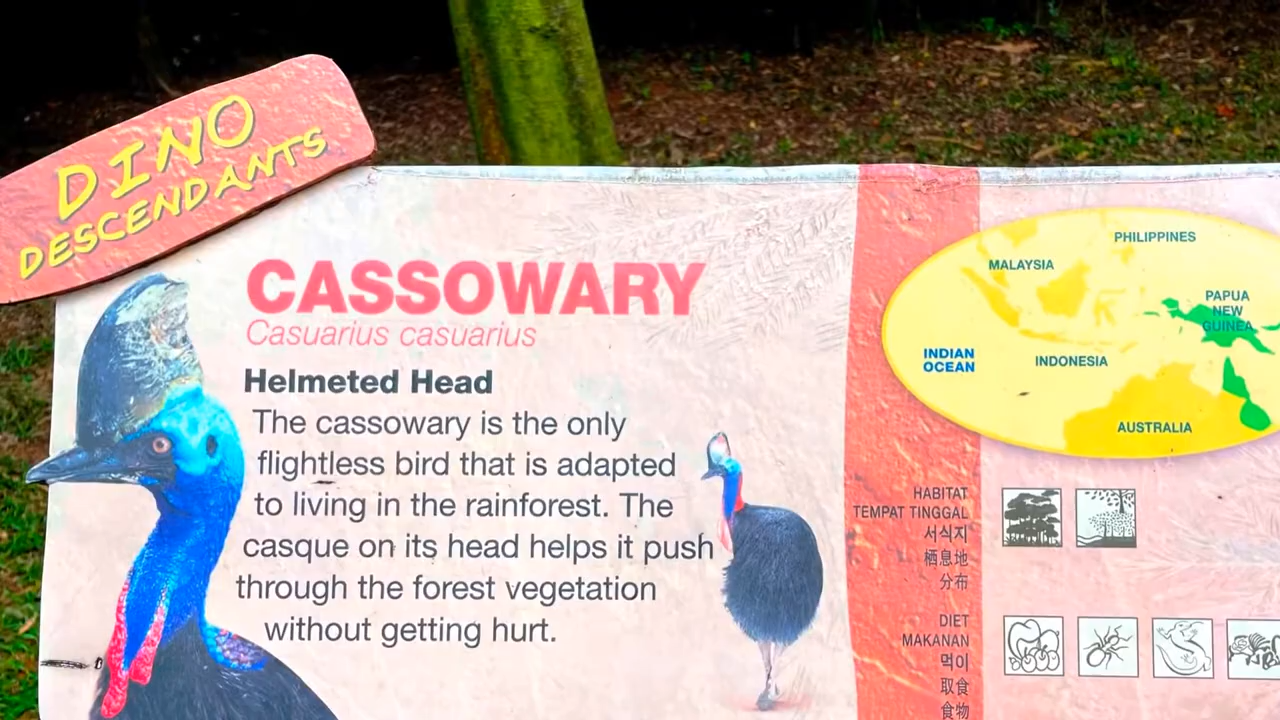 DINO
DESCENDANTS
CASSOWARY
Casuarius casuarius
Helmeted Head
The cassowary is the only
flightless bird that is adapted
to living in the rainforest. The
casque on its head helps it push
through the forest vegetation
without getting hurt.
PHILIPPINES
MALAYSIA
PAPUA
NEW
GUINEA
INDIAN
OCEAN
INDONESIA
AUSTRALIA
HABITAT
TEMPAT TINGGAL
서식지
栖息地
分布
DIET
MAKANAN
먹이
取食
食物